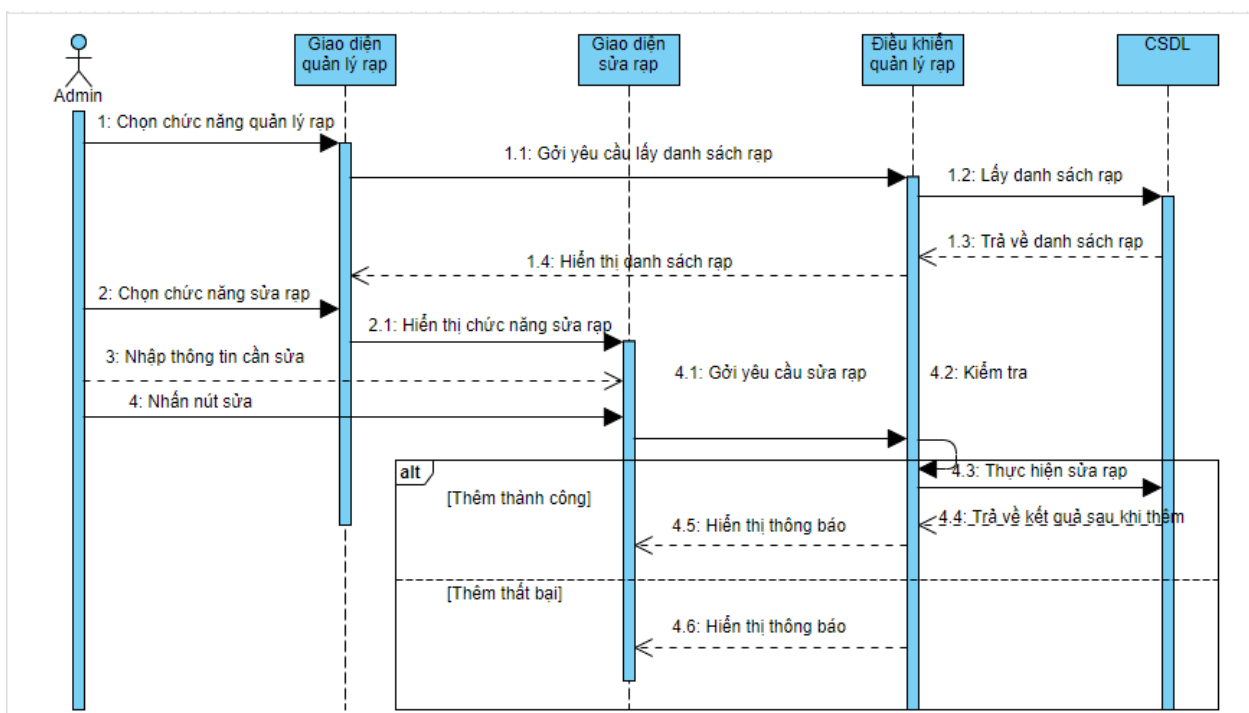 Admin
Giao diện
quản lý rạp
Giao diện
sửa rạp
Điều khiển
quản lý rạp
CSDL
1: Chọn chức năng quản lý rạp
1.1: Gởi yêu cầu lấy danh sách rạp
1.2: Lấy danh sách rạp
1.3: Trả về danh sách rạp
1.4: Hiển thị danh sách rạp
2: Chọn chức năng sửa rạp
2.1: Hiển thị chức năng sửa rạp
3: Nhập thông tin cần sửa
4: Nhấn nút sửa
4.1: Gởi yêu cầu sửa rạp
4.2: Kiểm tra
alt
4.3: Thực hiện sửa rạp
[Thêm thành công]
4.4: Trả về kết quả sau khi thêm
4.5: Hiển thị thông báo
[Thêm thất bại]
4.6: Hiển thị thông báo